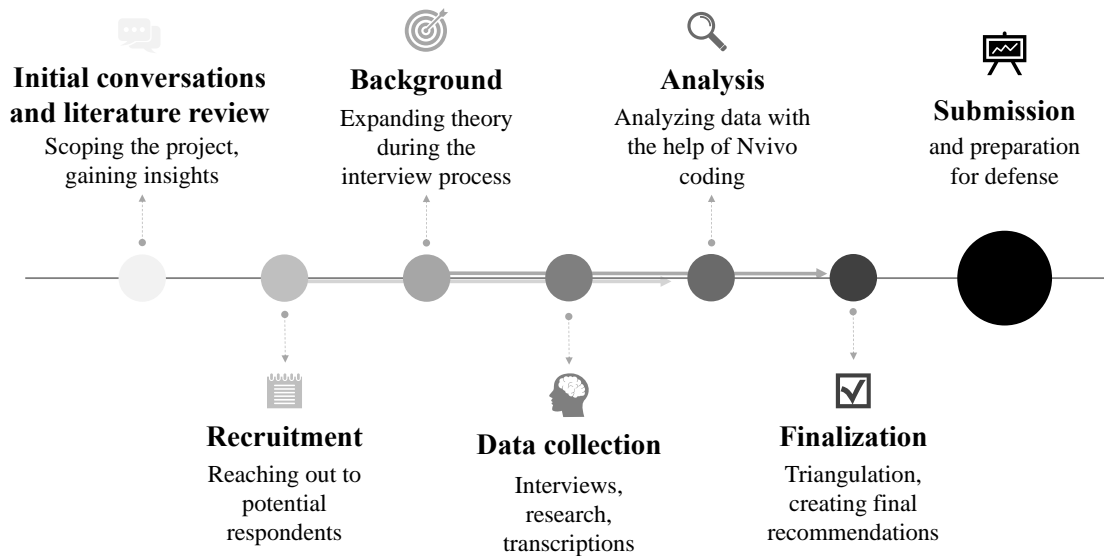 Initial conversations
and literature review
Scoping the project,
gaining insights
Background
Expanding theory
during the
interview process
Analysis
Analyzing data with
the help of Nvivo
coding
Submission
and preparation
for defense
Recruitment
Reaching out to
potential
respondents
Data collection
Interviews,
research,
transcriptions
Finalization
Triangulation,
creating final
recommendations